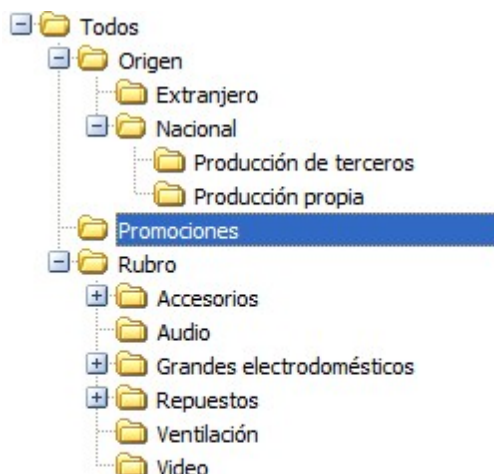 Todos
Origen
Extranjero
Nacional
Producción de terceros
Producción propia
Promociones
Rubro
Accesorios
Audio
Grandes electrodomésticos
Repuestos
Ventilación
Video